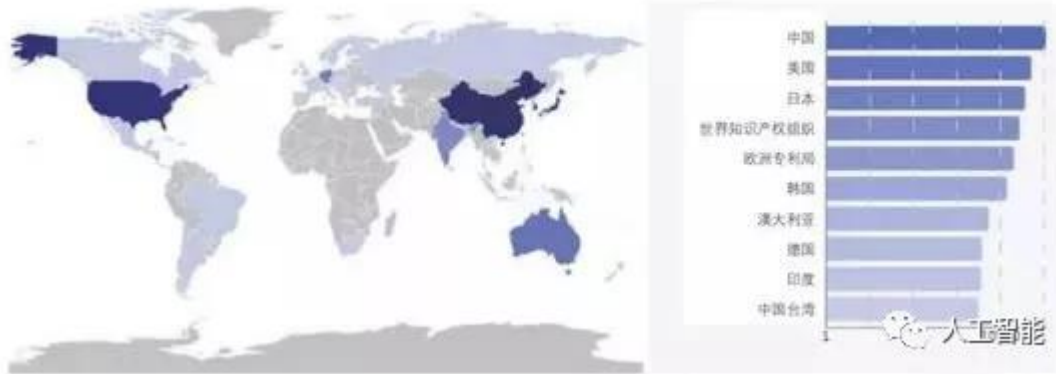 中国
美国
日本
世界知识产权组织
欧洲专利局
韩国
澳大利亚
德国
印度
中国台湾
1
人工智能